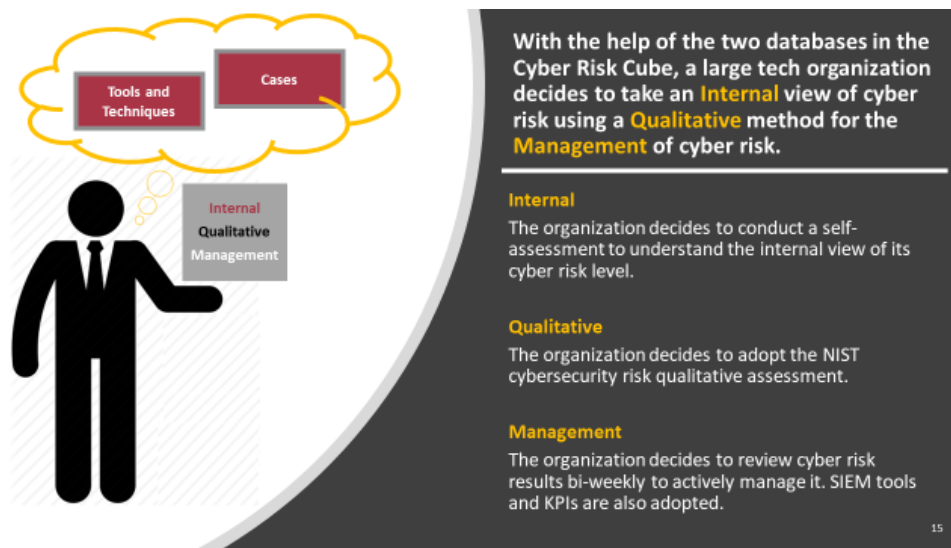 Tools and
Techniques
Cases
Internal
Qualitative
Management
With the help of the two databases in the
Cyber Risk Cube, a large tech organization
decides to take an Internal view of cyber
risk using a Qualitative method for the
Management of cyber risk.
Internal
The organization decides to conduct a self-
assessment to understand the internal view of its
cyber risk level.
Qualitative
The organization decides to adopt the NIST
cybersecurity risk qualitative assessment.
Management
The organization decides to review cyber risk
results bi-weekly to actively manage it. SIEM tools
and KPIs are also adopted.
15